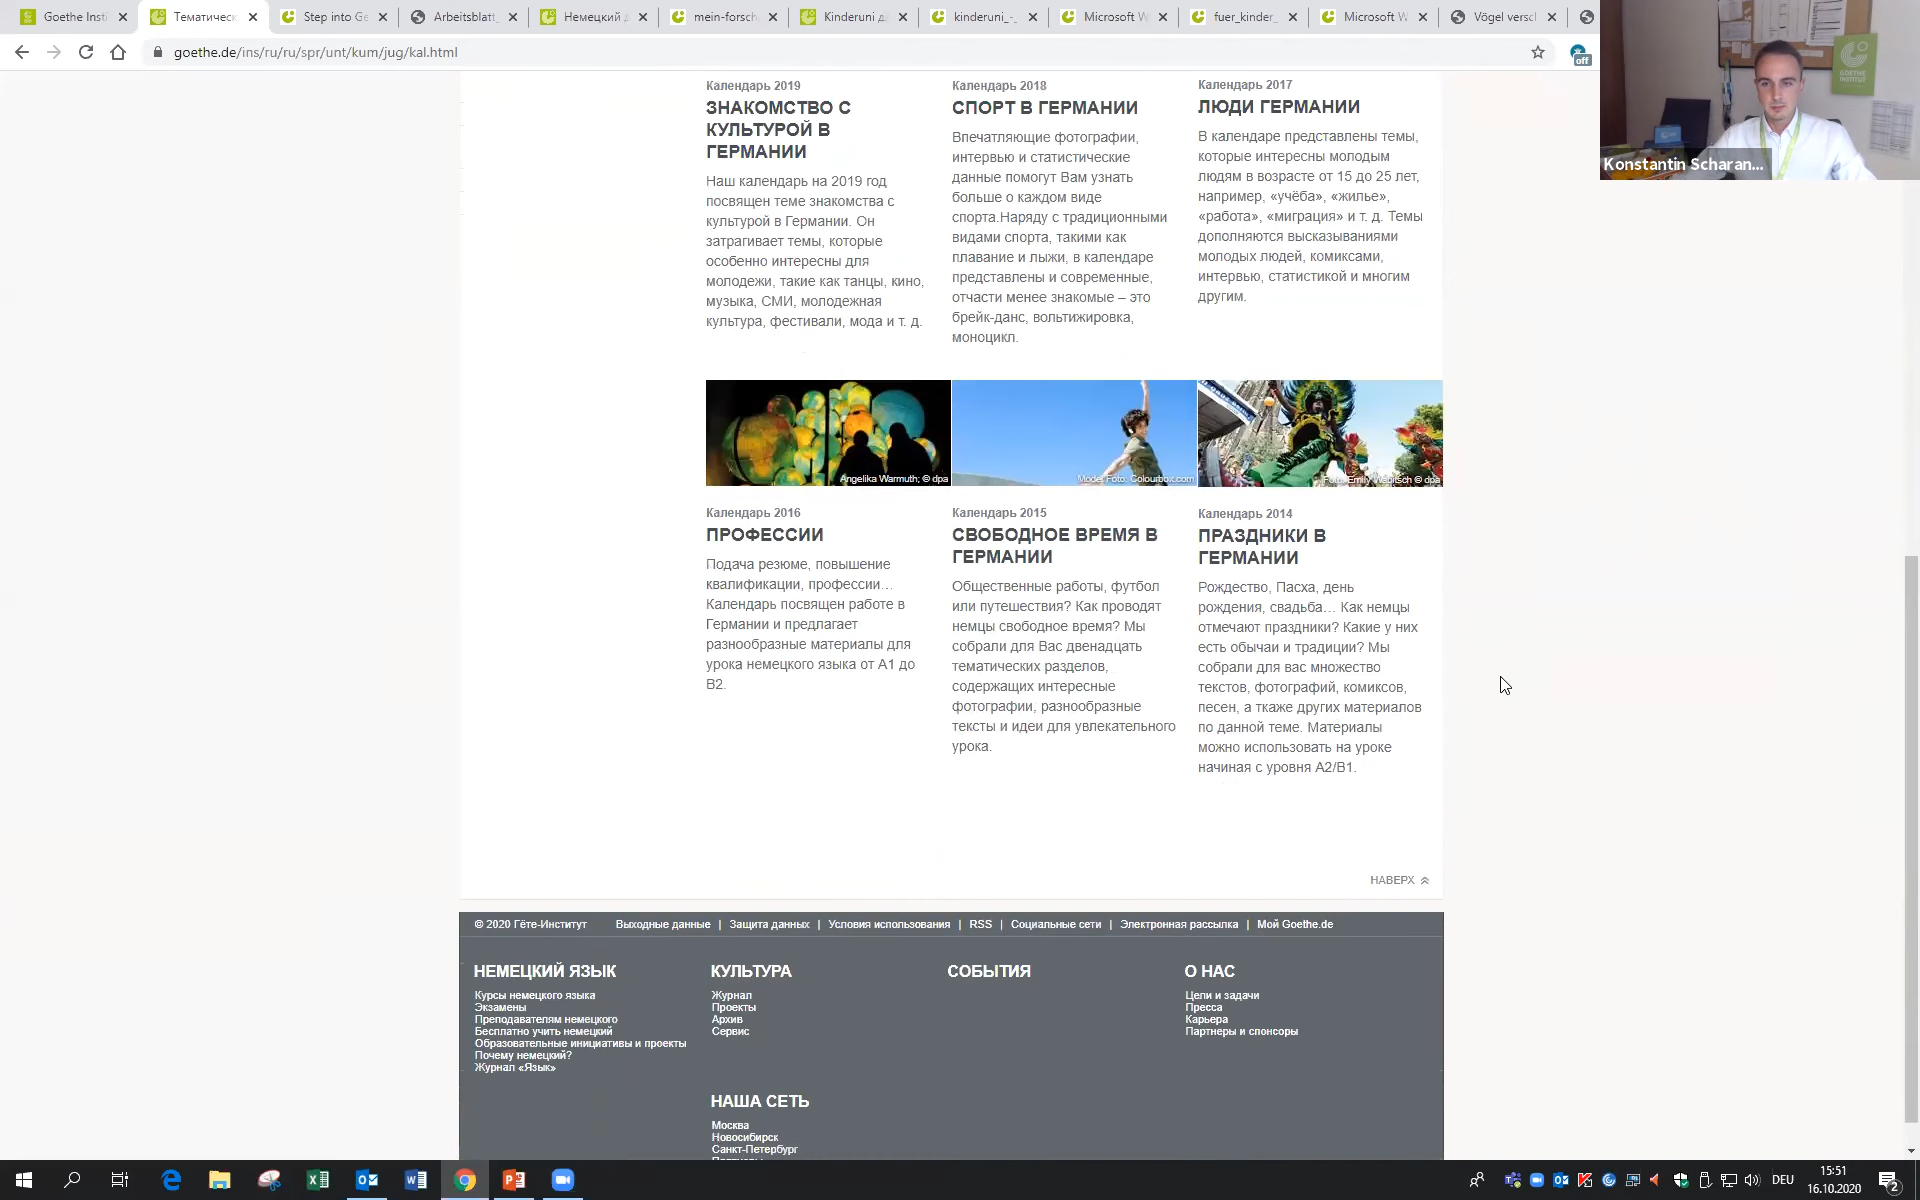 Goethe Insti
Тематическ
Step into Ge
Arbeitsblatt_
Немецкий д
mein-forsch
Kinderuni д
kinderuni_-_
Microsoft W
fuer_kinder_
Microsoft W
Vögel versc
goethe.de/ins/ru/ru/spr/unt/kum/jug/kal.html
off
GOETHE
INSTITUT
Konstantin Scharan...
Календарь 2019
ЗНАКОМСТВО С
КУЛЬТУРОЙ В
ГЕРМАНИИ
Наш календарь на 2019 год
посвящен теме знакомства с
культурой в Германии. Он
затрагивает темы, которые
особенно интересны для
молодежи, такие как танцы, кино,
музыка, СМИ, молодежная
культура, фестивали, мода и т. д.
Календарь 2018
СПОРТ В ГЕРМАНИИ
Впечатляющие фотографии,
интервью и статистические
данные помогут Вам узнать
больше о каждом виде
спорта.Наряду с традиционными
видами спорта, такими как
плавание и лыжи, в календаре
представлены и современные,
отчасти менее знакомые – это
брейк-данс, вольтижировка,
моноцикл.
Календарь 2017
ЛЮДИ ГЕРМАНИИ
В календаре представлены темы,
которые интересны молодым
людям в возрасте от 15 до 25 лет,
например, «учёба», «жилье»,
«работа», «миграция» и т. д. Темы
дополняются высказываниями
молодых людей, комиксами,
интервью, статистикой и многим
другим.
Angelika Warmuth; © dpa
Model Foto: Colourbox.com
Foto: Emily Wabitsch © dpa
Календарь 2016
ПРОФЕССИИ
Подача резюме, повышение
квалификации, профессии…
Календарь посвящен работе в
Германии и предлагает
разнообразные материалы для
урока немецкого языка от А1 до
В2.
Календарь 2015
СВОБОДНОЕ ВРЕМЯ В
ГЕРМАНИИ
Общественные работы, футбол
или путешествия? Как проводят
немцы свободное время? Мы
собрали для Вас двенадцать
тематических разделов,
содержащих интересные
фотографии, разнообразные
тексты и идеи для увлекательного
урока.
Календарь 2014
ПРАЗДНИКИ В
ГЕРМАНИИ
Рождество, Пасха, день
рождения, свадьба… Как немцы
отмечают праздники? Какие у них
есть обычаи и традиции? Мы
собрали для вас множество
текстов, фотографий, комиксов,
песен, а ткаже других материалов
по данной теме. Материалы
можно использовать на уроке
начиная с уровня А2/В1.
НАВЕРХ
© 2020 Гёте-Институт Выходные данные | Защита данных | Условия использования | RSS | Социальные сети | Электронная рассылка | Мой Goethe.de
НЕМЕЦКИЙ ЯЗЫК
Курсы немецкого языка
Экзамены
Преподавателям немецкого
Бесплатно учить немецкий
Образовательные инициативы и проекты
Почему немецкий?
Журнал «Язык»
КУЛЬТУРА
Журнал
Проекты
Архив
Сервис
СОБЫТИЯ
О НАС
Цели и задачи
Пресса
Карьера
Партнеры и спонсоры
НАША СЕТЬ
Москва
Новосибирск
Санкт-Петербург
DEU
15:51
16.10.2020
2